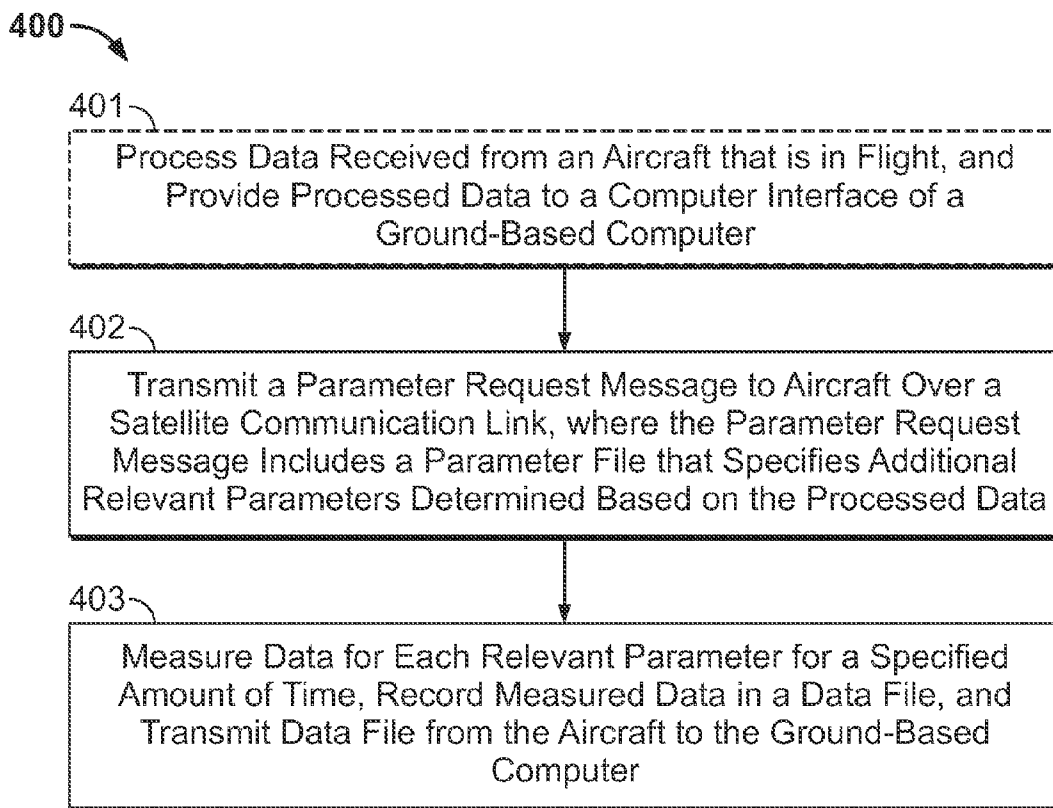 400
401
Process Data Received from an Aircraft that is in Flight, and
Provide Processed Data to a Computer Interface of a
Ground-Based Computer
402
Transmit a Parameter Request Message to Aircraft Over a
Satellite Communication Link, where the Parameter Request
Message Includes a Parameter File that Specifies Additional
Relevant Parameters Determined Based on the Processed Data
403
Measure Data for Each Relevant Parameter for a Specified
Amount of Time, Record Measured Data in a Data File, and
Transmit Data File from the Aircraft to the Ground-Based
Computer